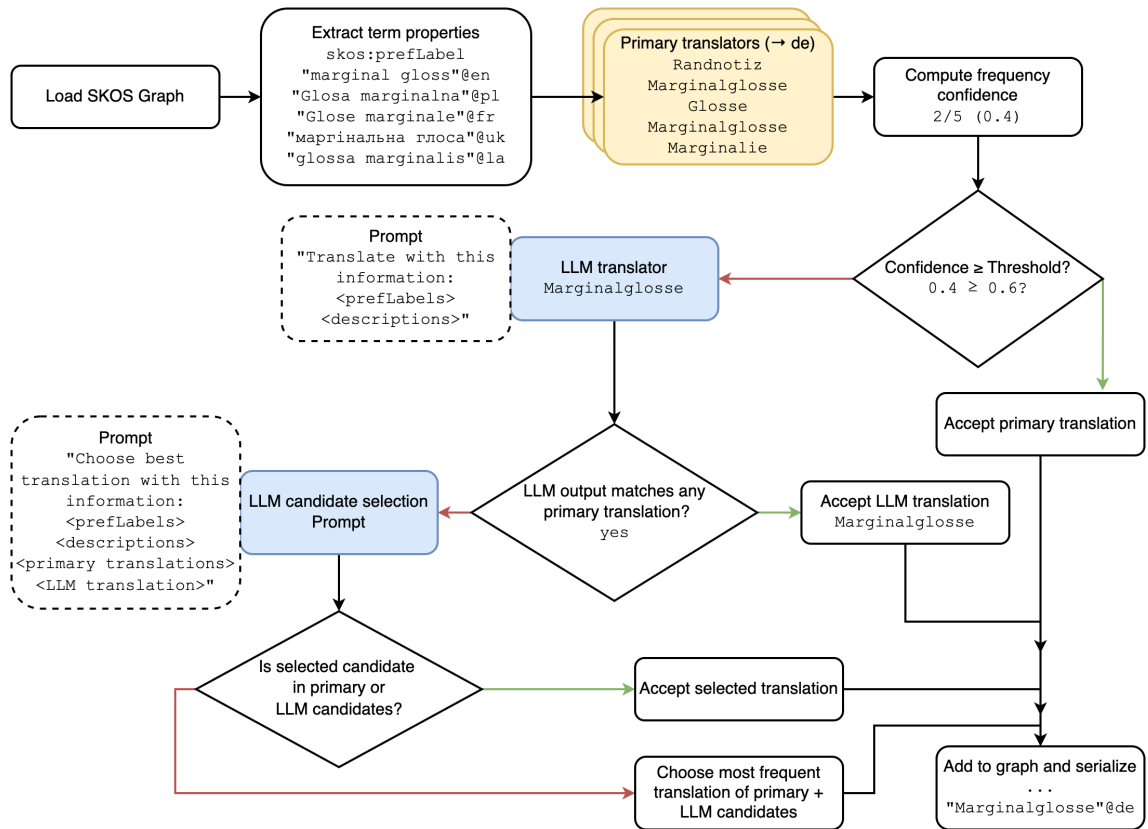 Load SKOS Graph
Extract term properties
skos:prefLabel
"marginal gloss"@en
"Glosa marginalna"@pl
"Glose marginale"@fr
"маргінальна глоса"@uk
"glossa marginalis"@la
Primary translators (→ de)
Randnotiz
Marginalglosse
Glosse
Marginalglosse
Marginalie
Compute frequency
confidence
2/5 (0.4)
Confidence ≥ Threshold?
0.4 ≥ 0.6?
Prompt
"Translate with this
information:
<prefLabels>
<descriptions>"
LLM translator
Marginalglosse
Accept primary translation
LLM output matches any
primary translation?
yes
Accept LLM translation
Marginalglosse
Prompt
"Choose best
translation with this
information:
<prefLabels>
<descriptions>
<primary translations>
<LLM translation>"
LLM candidate selection
Prompt
Is selected candidate
in primary or
LLM candidates?
Accept selected translation
Choose most frequent
translation of primary +
LLM candidates
Add to graph and serialize
...
"Marginalglosse"@de